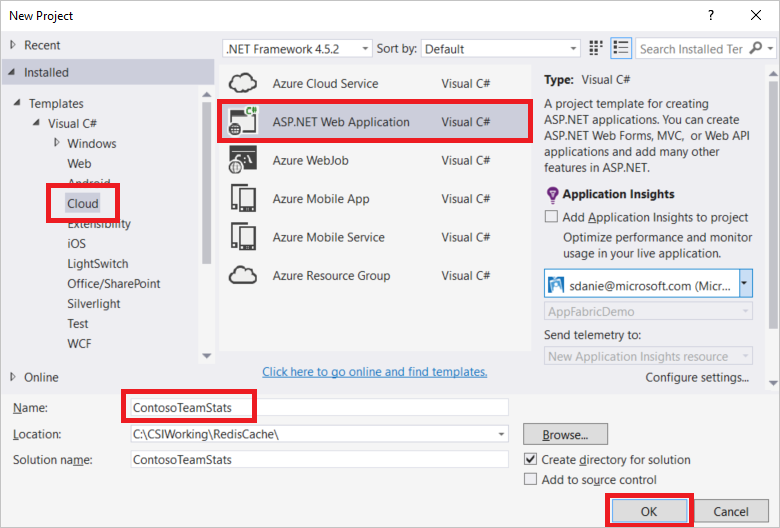 New Project
Recent
.NET Framework 4.5.2
Sort by:
Default
Search Installed Ter
Installed
Templates
Visual C#
Windows
Web
Android
Cloud
Extensibility
iOS
LightSwitch
Office/SharePoint
Silverlight
Test
WCF
Online
Azure Cloud Service Visual C#
ASP.NET Web Application Visual C#
Azure WebJob Visual C#
Azure Mobile App Visual C#
Azure Mobile Service Visual C#
Azure Resource Group Visual C#
Click here to go online and find templates.
Type: Visual C#
A project template for creating
ASP.NET applications. You can create
ASP.NET Web Forms, MVC, or Web API
applications and add many other
features in ASP.NET.
Application Insights
Add Application Insights to project
Optimize performance and monitor
usage in your live application.
sdanie@microsoft.com (Micr...
AppFabricDemo
Send telemetry to:
New Application Insights resource
Configure settings...
Name: ContosoTeamStats
Location: C:\CSIWorking\RedisCache\
Browse...
Solution name: ContosoTeamStats
Create directory for solution
Add to source control
OK
Cancel